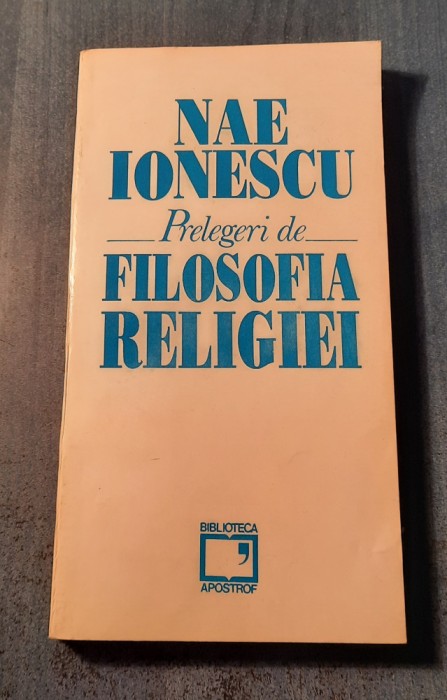 NAE
IONESCU
Prelegeri de
FILOSOFIA
RELIGIEI
BIBLIOTECA
APOSTROF